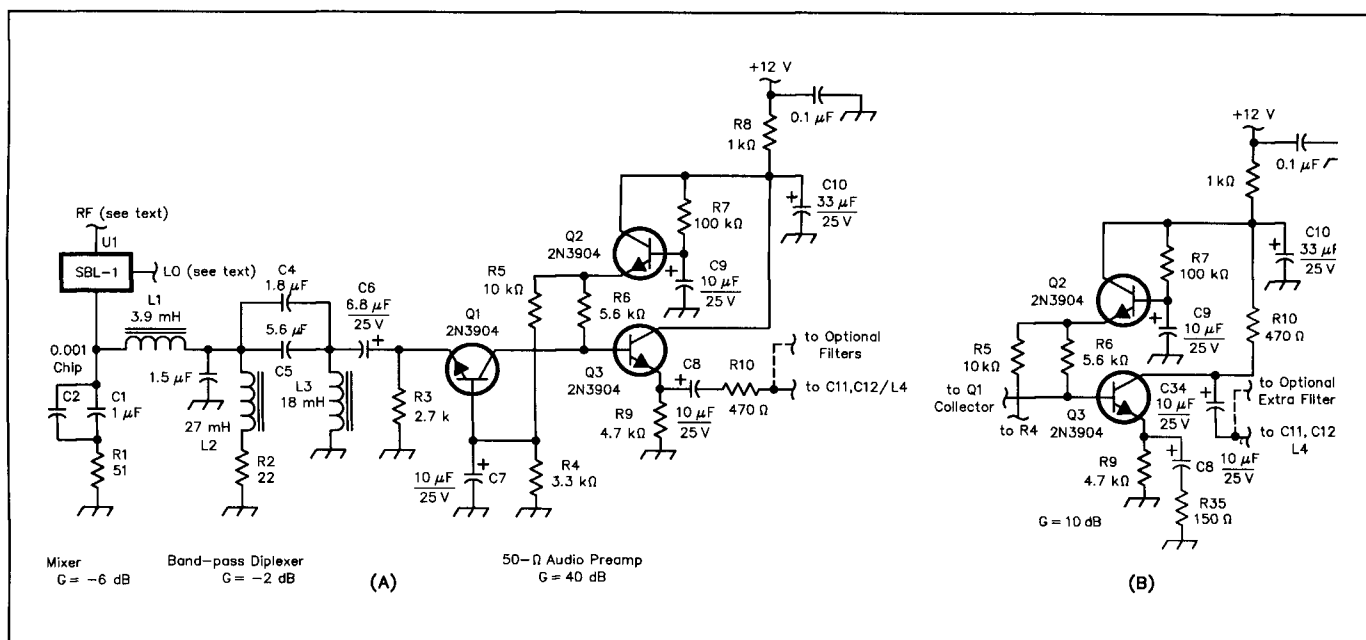 +12 V
R8
1 kΩ
0.1 µF
RF (see text)
U1
SBL-1
LO (see text)
C4
1.8 µF
L1
3.9 mH
5.6 µF
C5
C6
6.8 µF
25 V
+
0.001
Chip
C2
C1
1 µF
1.5 µF
27 mH
L2
L3
18 mH
R1
51
R2
22
R3
2.7 k
Q1
2N3904
R5
10 kΩ
Q2
2N3904
R7
100 kΩ
+
C10
33 µF
25 V
+
C9
10 µF
25 V
R6
5.6 kΩ
Q3
2N3904
+
C8
10 µF
25 V
R10
470 Ω
to Optional
Filters
to C11,C12/L4
R9
4.7 kΩ
10 µF
25 V
+
C7
R4
3.3 kΩ
Mixer
G = -6 dB
Band-pass Diplexer
G = -2 dB
(A)
50-Ω Audio Preamp
G = 40 dB
+12 V
1 kΩ
0.1 µF
Q2
2N3904
R7
100 kΩ
+
C10
33 µF
25 V
+
C9
10 µF
25 V
R10
470 Ω
R5
10 kΩ
R6
5.6 kΩ
to Q1
Collector
to R4
Q3
2N3904
C34
10 µF
25 V
+
to Optional
Extra Filter
to C11, C12
L4
R9
4.7 kΩ
+
C8
10 µF
25 V
R35
150 Ω
G = 10 dB
(B)